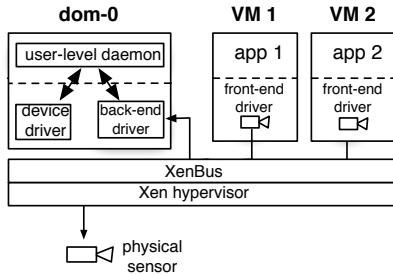 dom-0
VM 1
VM 2
user-level daemon
app 1
app 2
device
driver
back-end
driver
front-end
driver
front-end
driver
XenBus
Xen hypervisor
physical
sensor